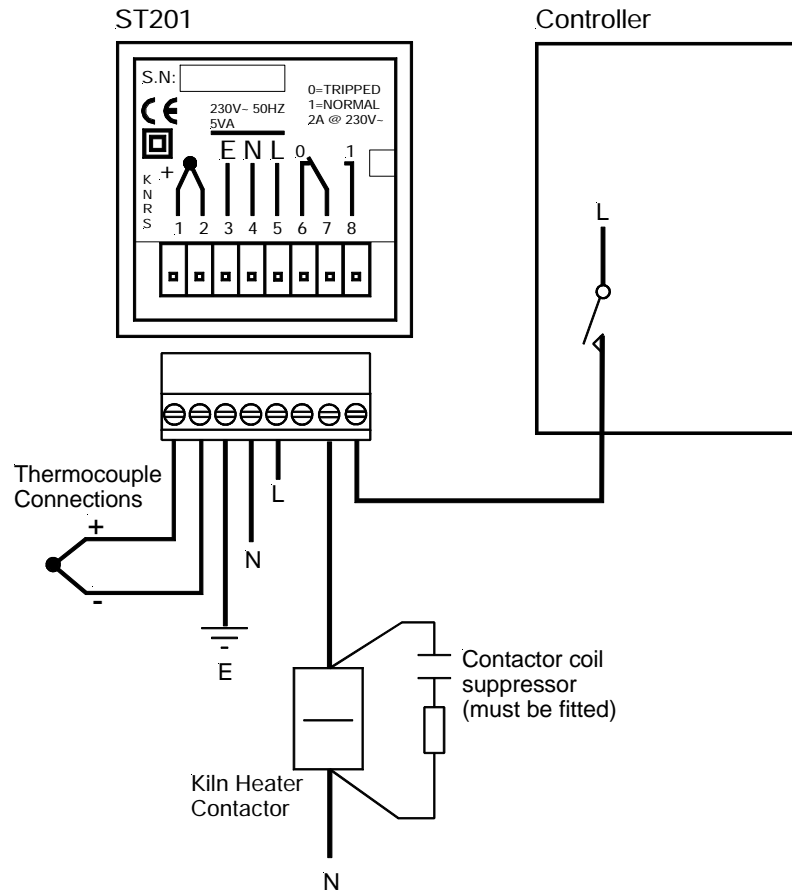 ST201
Controller
S.N:
0=TRIPPED
1=NORMAL
2A @ 230V~
CE
230V~ 50HZ
5VA
E N L 0 1
+
K
N
R
S
1 2 3 4 5 6 7 8
L
Thermocouple
Connections
+
-
L
N
E
Contactor coil
suppressor
(must be fitted)
Kiln Heater
Contactor
N